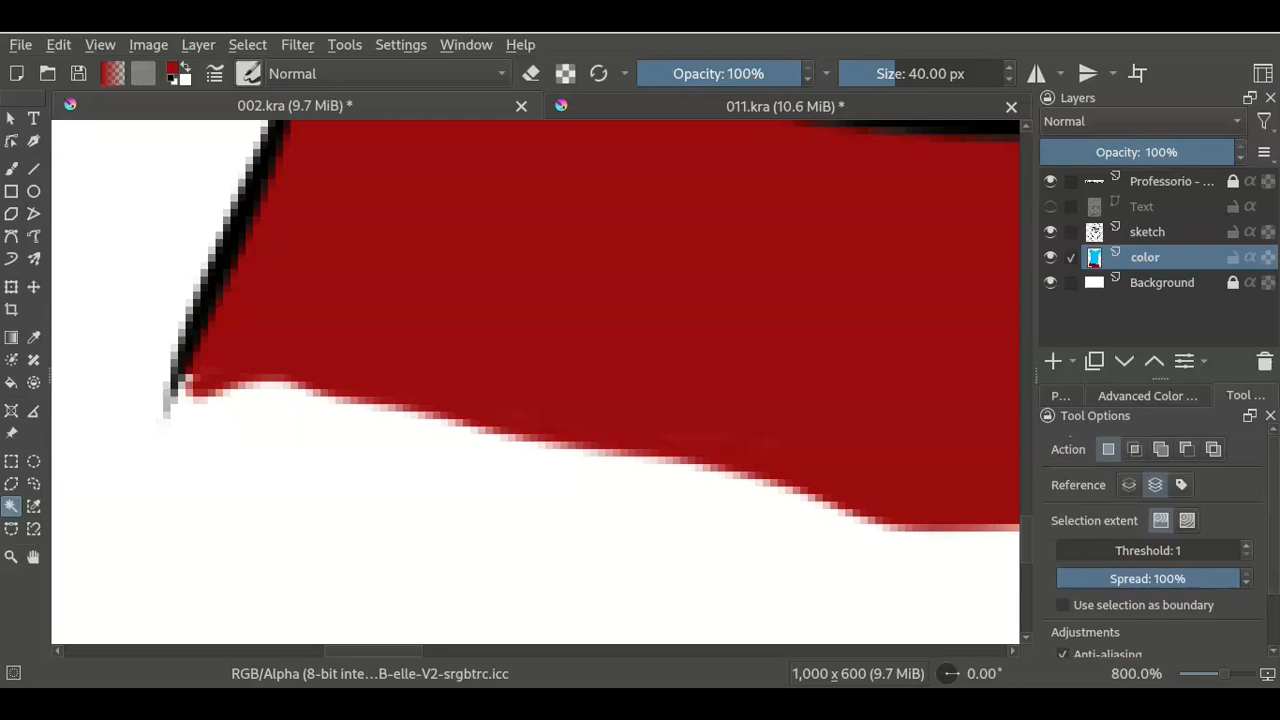 File Edit View Image Layer Select Filter Tools Settings Window Help
Normal Opacity: 100% Size: 40.00 px
002.kra (9.7 MiB) * 011.kra (10.6 MiB) *
Layers
Normal
Opacity: 100%
Professorio - ...
Text
sketch
color
Background
P... Advanced Color ... Tool ...
Tool Options
Action
Reference
Selection extent
Threshold: 1
Spread: 100%
Use selection as boundary
Adjustments
Anti-aliasing
RGB/Alpha (8-bit inte...B-elle-V2-srgbtrc.icc 1,000 x 600 (9.7 MiB) 0.00° 800.0%